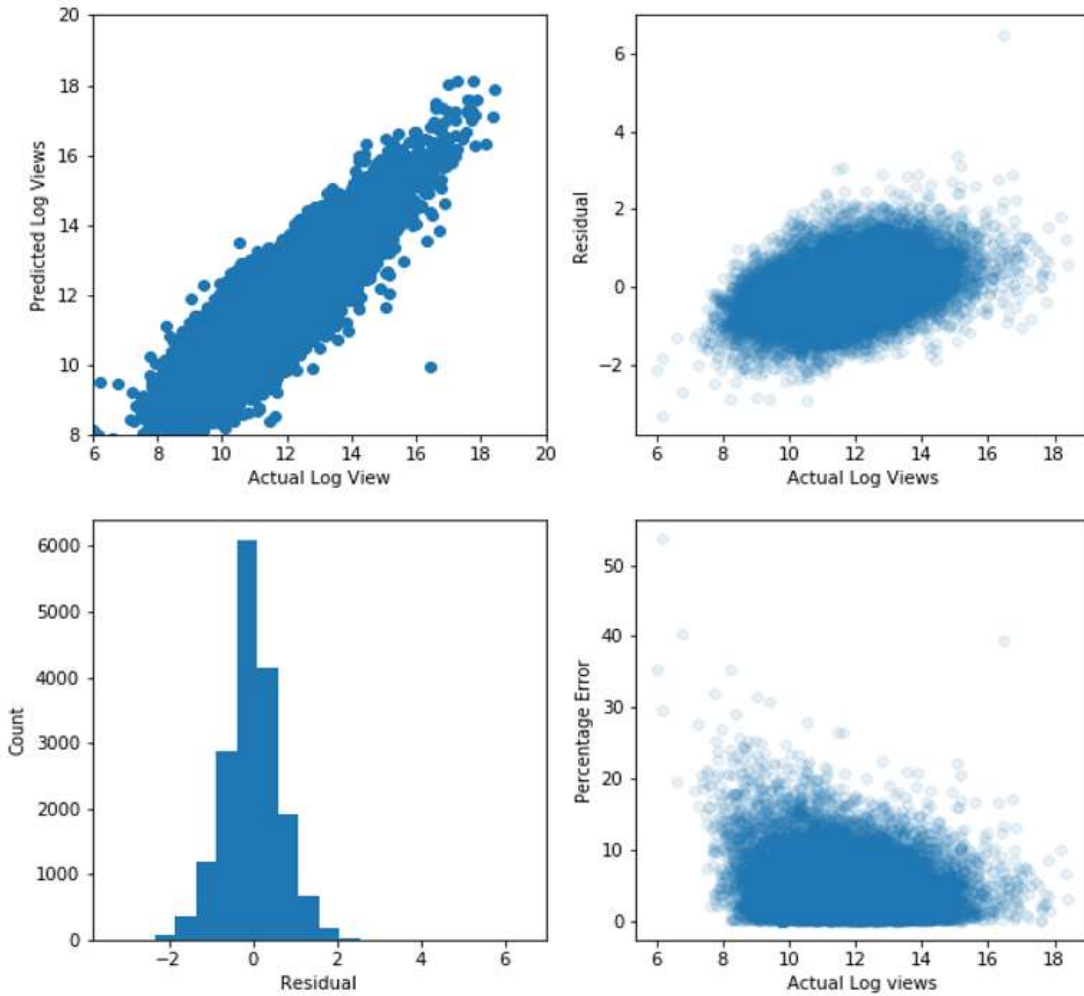 20
18
16
14
12
10
8
Predicted Log Views
6 8 10 12 14 16 18 20
Actual Log View
6
4
2
0
−2
Residual
6 8 10 12 14 16 18
Actual Log Views
6000
5000
4000
3000
2000
1000
0
Count
−2 0 2 4 6
Residual
50
40
30
20
10
0
Percentage Error
6 8 10 12 14 16 18
Actual Log views